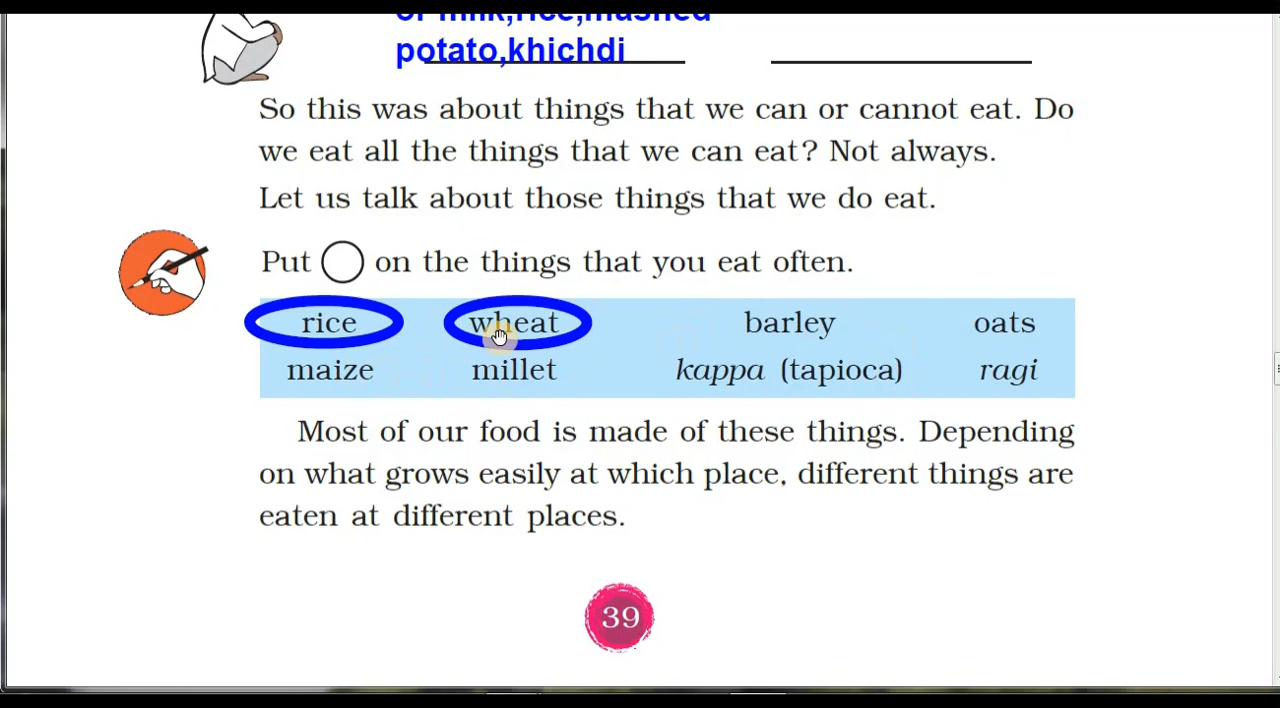 of milk,rice,mashed
potato,khichdi
So this was about things that we can or cannot eat. Do
we eat all the things that we can eat? Not always.
Let us talk about those things that we do eat.
Put on the things that you eat often.
rice wheat barley oats
maize millet kappa (tapioca) ragi
Most of our food is made of these things. Depending
on what grows easily at which place, different things are
eaten at different places.
39